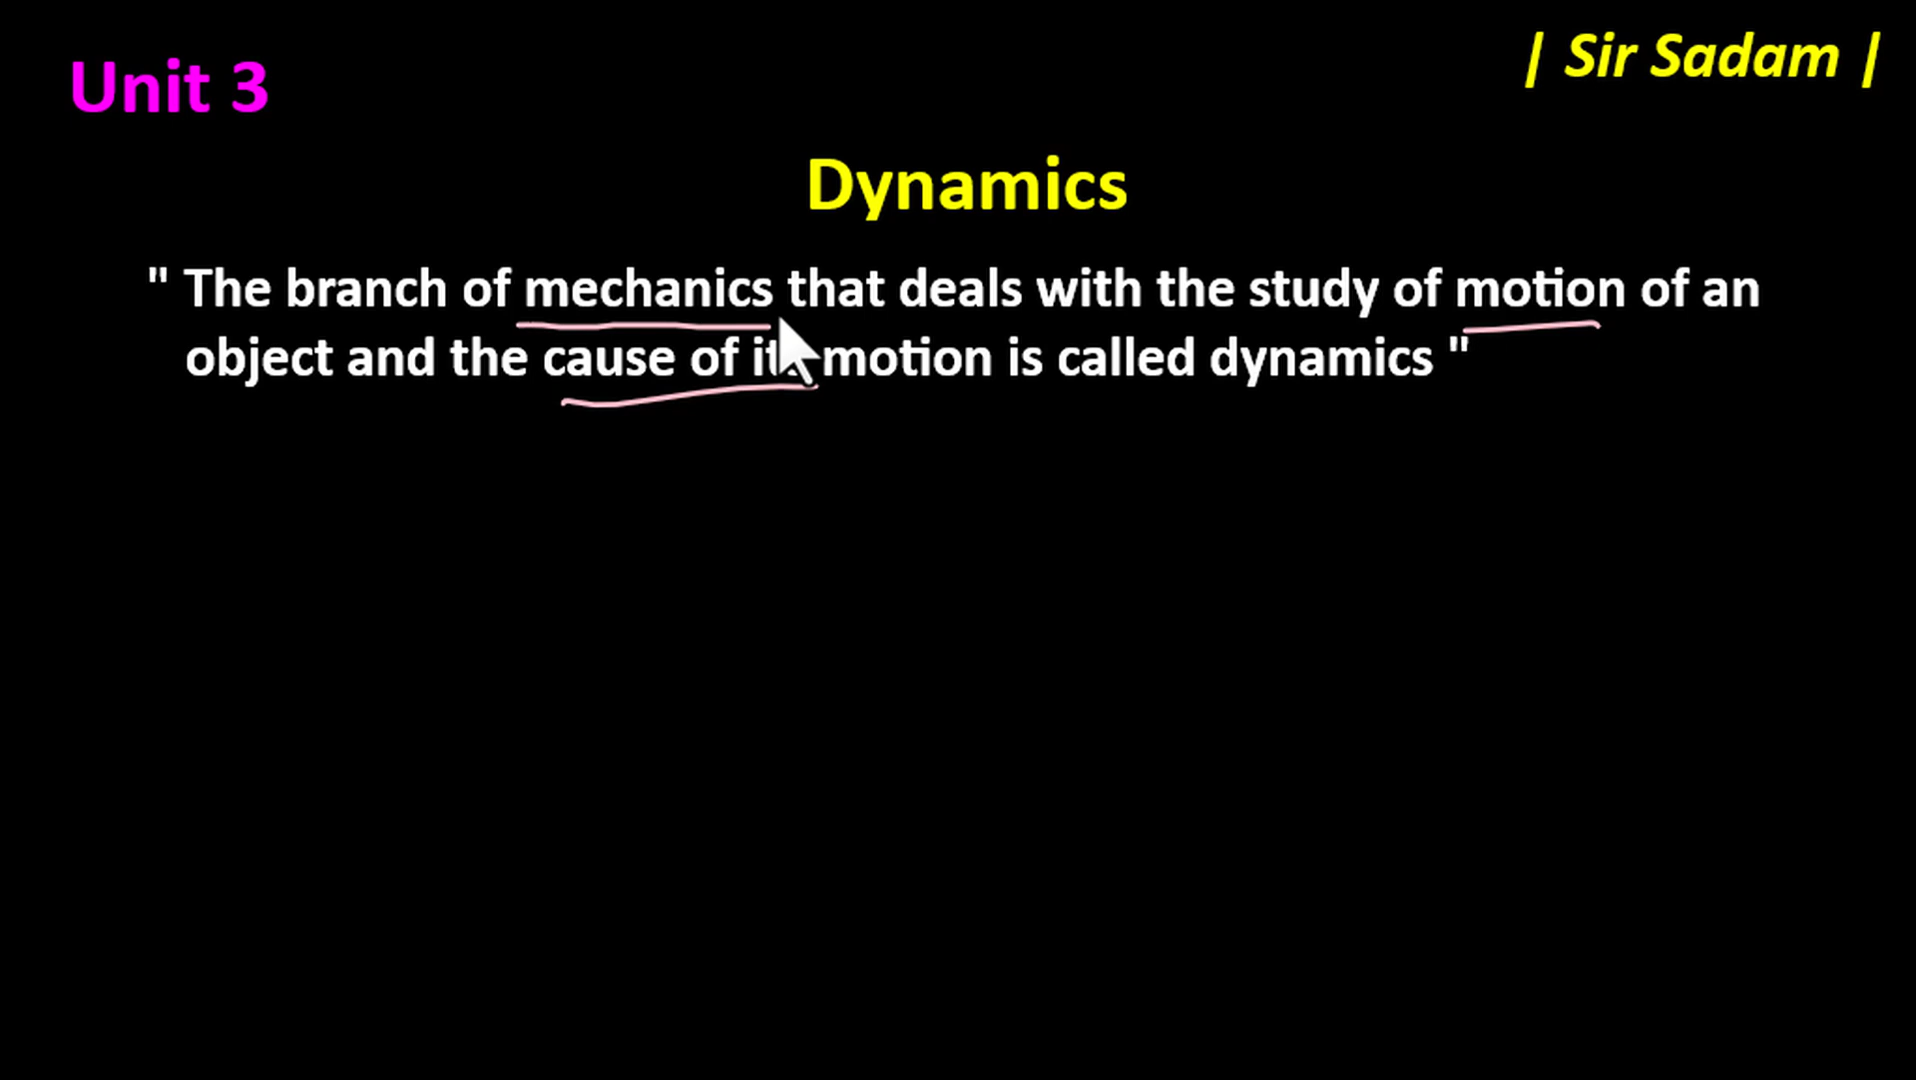 Unit 3
| Sir Sadam |
Dynamics
" The branch of mechanics that deals with the study of motion of an
object and the cause of its motion is called dynamics "